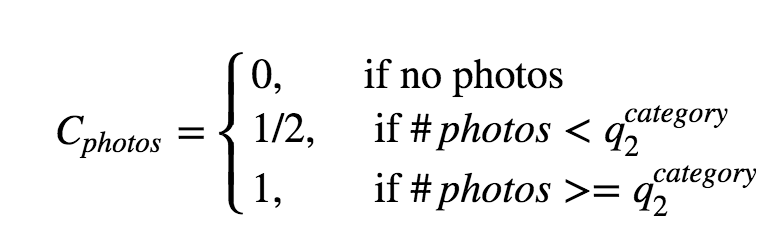 0, if no photos
C_photos = { 1/2, if # photos < q_2^category
1, if # photos >= q_2^category